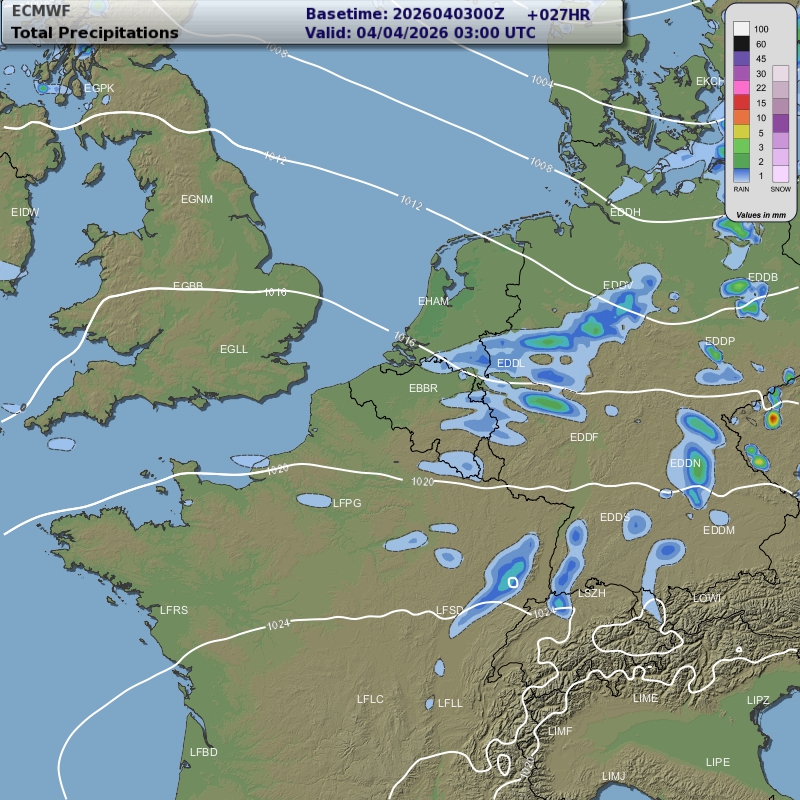 ECMWF
Basetime: 2026040300Z +027HR
Total Precipitations
Valid: 04/04/2026 03:00 UTC
100
60
45
30
22
15
10
5
3
2
1
RAIN
SNOW
Values in mm
1008
1004
EGPK
1012
1008
1012
EIDW
EGNM
EDDH
EGBB
1016
EHAM
EDDB
1016
EGLL
EDDP
EDDL
EBBR
EDDF
EDDN
1020
1020
LFPG
EDDS
EDDM
LSZH
LOWI
LFRS
LFSD
1024
1024
LFLC
LFLL
LIME
LIPZ
LIMF
LFBD
LIPE
LIMJ